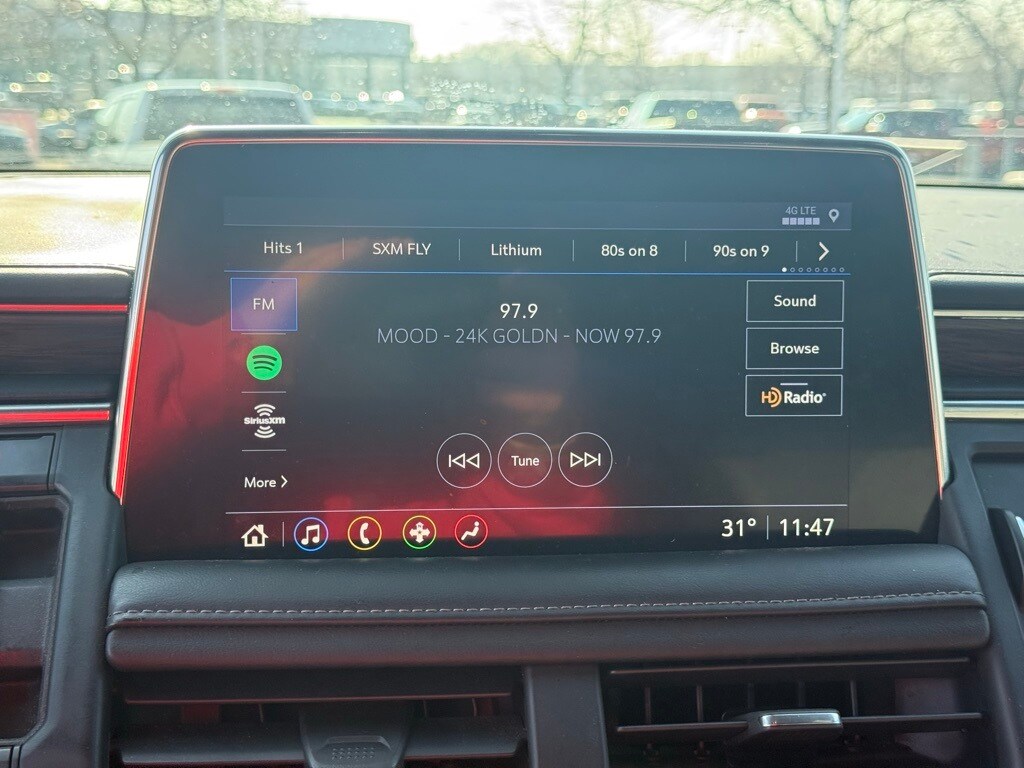 4G LTE
Hits 1
SXM FLY
Lithium
80s on 8
90s on 9
FM
97.9
MOOD - 24K GOLDN - NOW 97.9
Sound
Browse
HD Radio
SiriusXM
Tune
More
31° 11:47